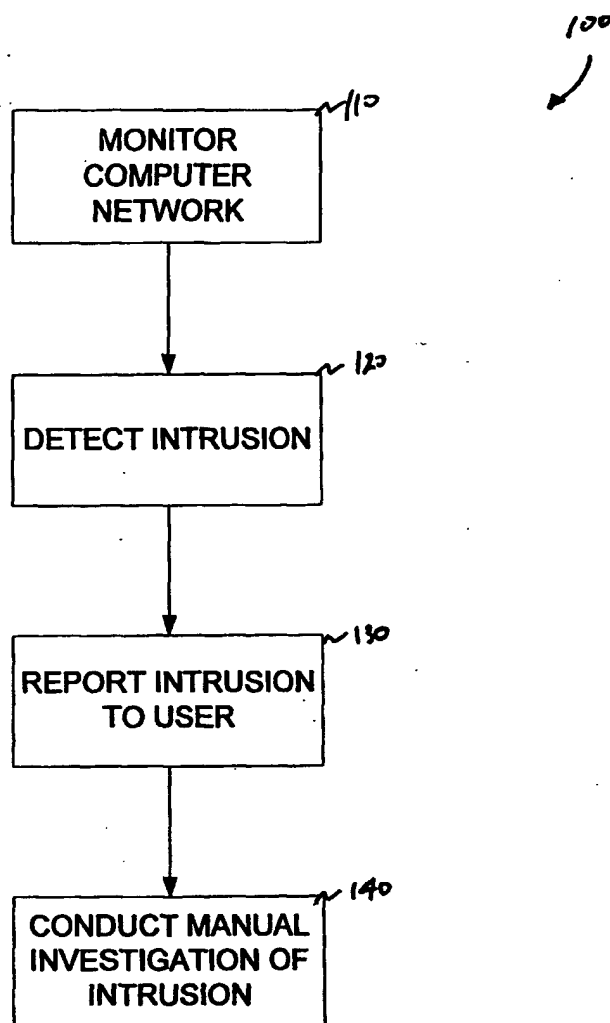 100
110
MONITOR
COMPUTER
NETWORK
120
DETECT INTRUSION
130
REPORT INTRUSION
TO USER
140
CONDUCT MANUAL
INVESTIGATION OF
INTRUSION